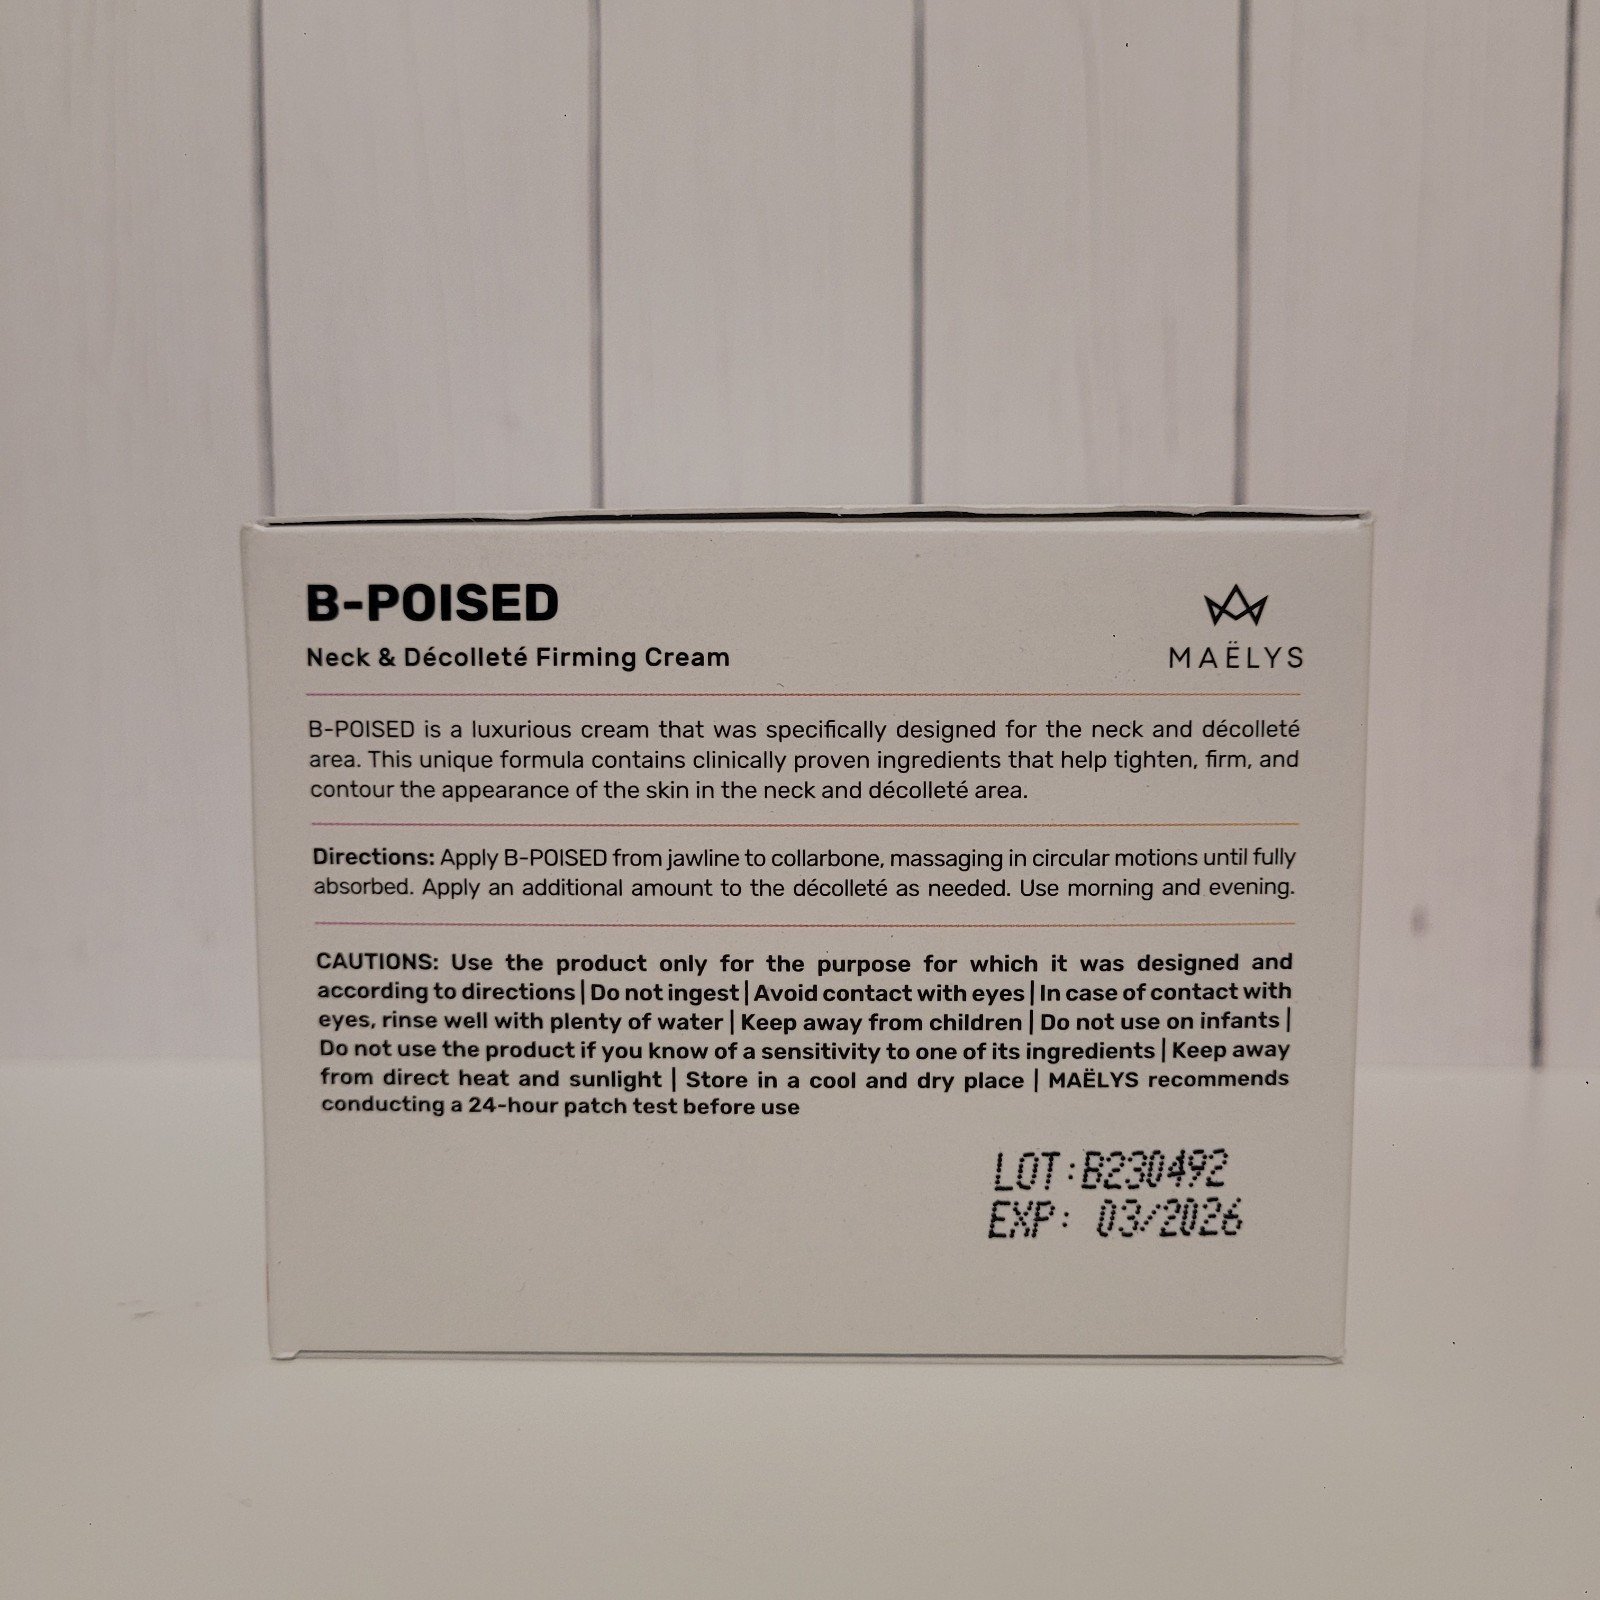 B-POISED
Neck & Décolleté Firming Cream
MAËLYS
B-POISED is a luxurious cream that was specifically designed for the neck and décolleté
area. This unique formula contains clinically proven ingredients that help tighten, firm, and
contour the appearance of the skin in the neck and décolleté area.
Directions: Apply B-POISED from jawline to collarbone, massaging in circular motions until fully
absorbed. Apply an additional amount to the décolleté as needed. Use morning and evening.
CAUTIONS: Use the product only for the purpose for which it was designed and
according to directions | Do not ingest | Avoid contact with eyes | In case of contact with
eyes, rinse well with plenty of water | Keep away from children | Do not use on infants |
Do not use the product if you know of a sensitivity to one of its ingredients | Keep away
from direct heat and sunlight | Store in a cool and dry place | MAËLYS recommends
conducting a 24-hour patch test before use
LOT:B230492
EXP: 03/2026